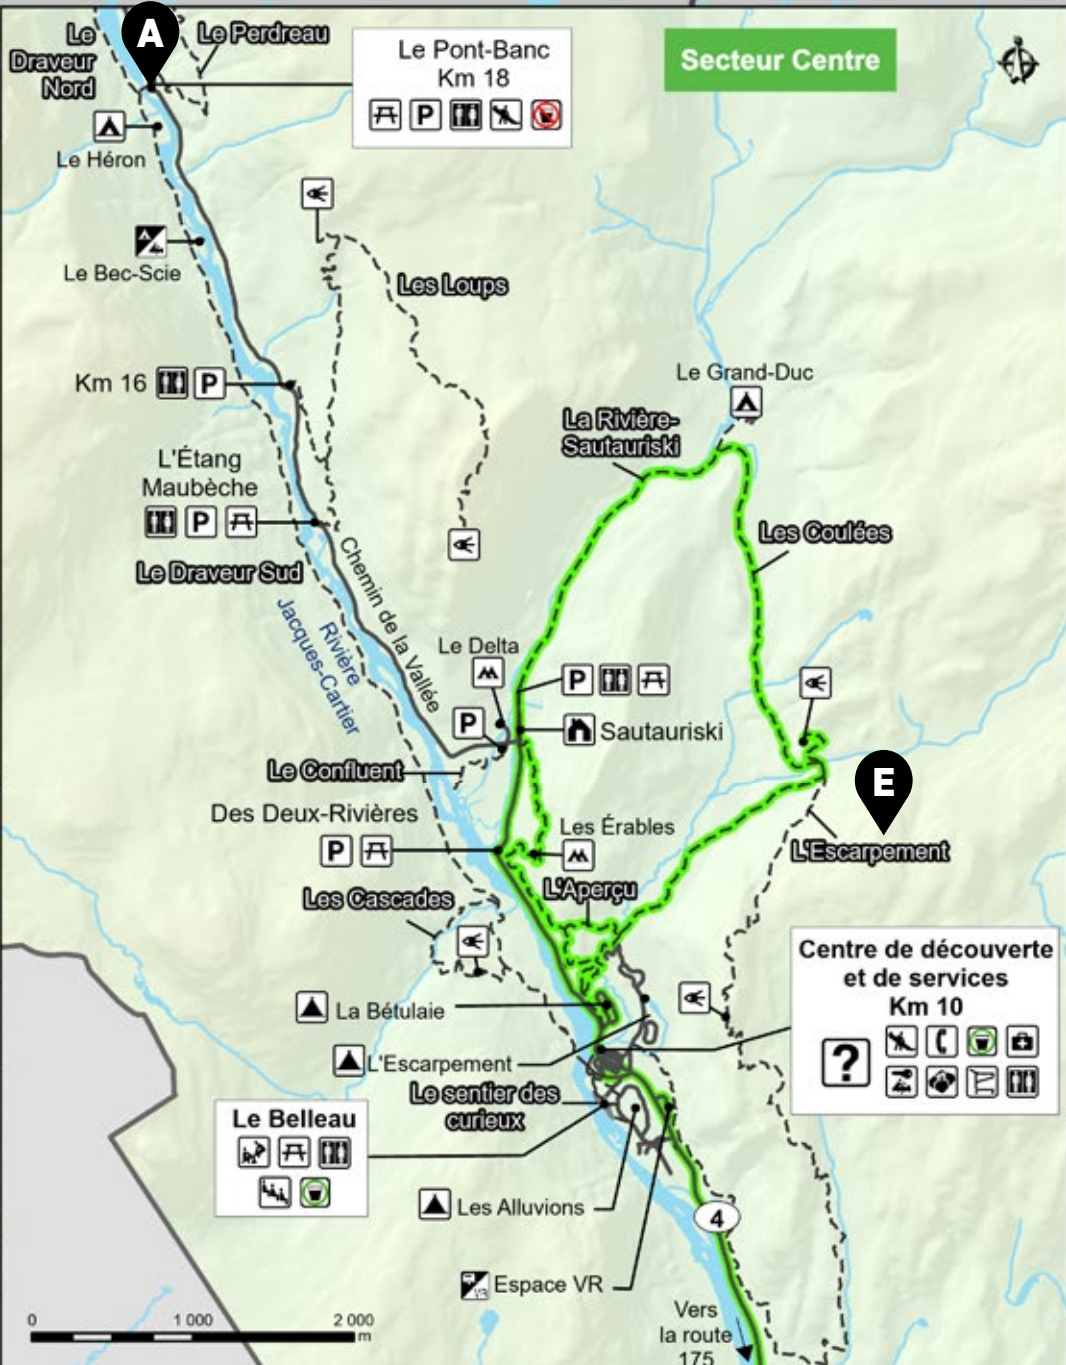 A
Le
Draveur
Nord
Le Perdreau
Le Pont-Banc
Km 18
P
Secteur Centre
Le Héron
Le Bec-Scie
Les Loups
Km 16
P
Le Grand-Duc
La Rivière-
Sautauriski
L'Étang
Maubèche
P
Les Coulées
Le Draveur Sud
Chemin de la Vallée
Rivière
Jacques-Cartier
Le Delta
P
P
Sautauriski
Le Confluent
E
Des Deux-Rivières
P
Les Érables
L'Escarpement
L'Aperçu
Les Cascades
Centre de découverte
et de services
Km 10
?
La Bétulaie
L'Escarpement
Le sentier des
curieux
Le Belleau
Les Alluvions
4
VR
Espace VR
Vers
la route
175
0 1 000 2 000
m